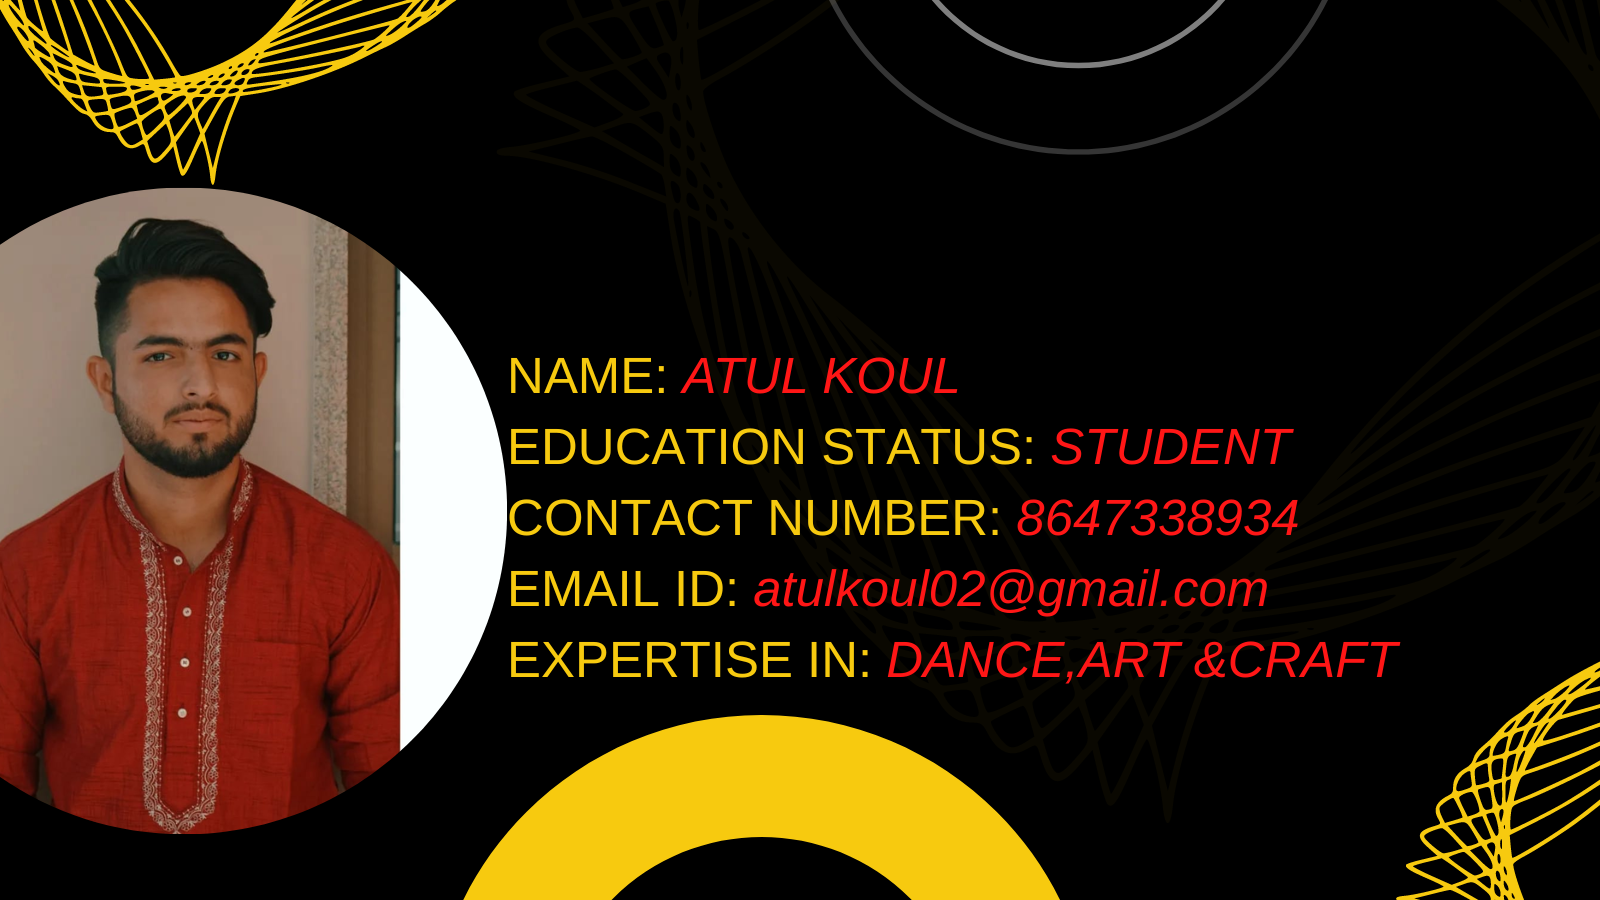 NAME: ATUL KOUL
EDUCATION STATUS: STUDENT
CONTACT NUMBER: 8647338934
EMAIL ID: atulkoul02@gmail.com
EXPERTISE IN: DANCE,ART &CRAFT